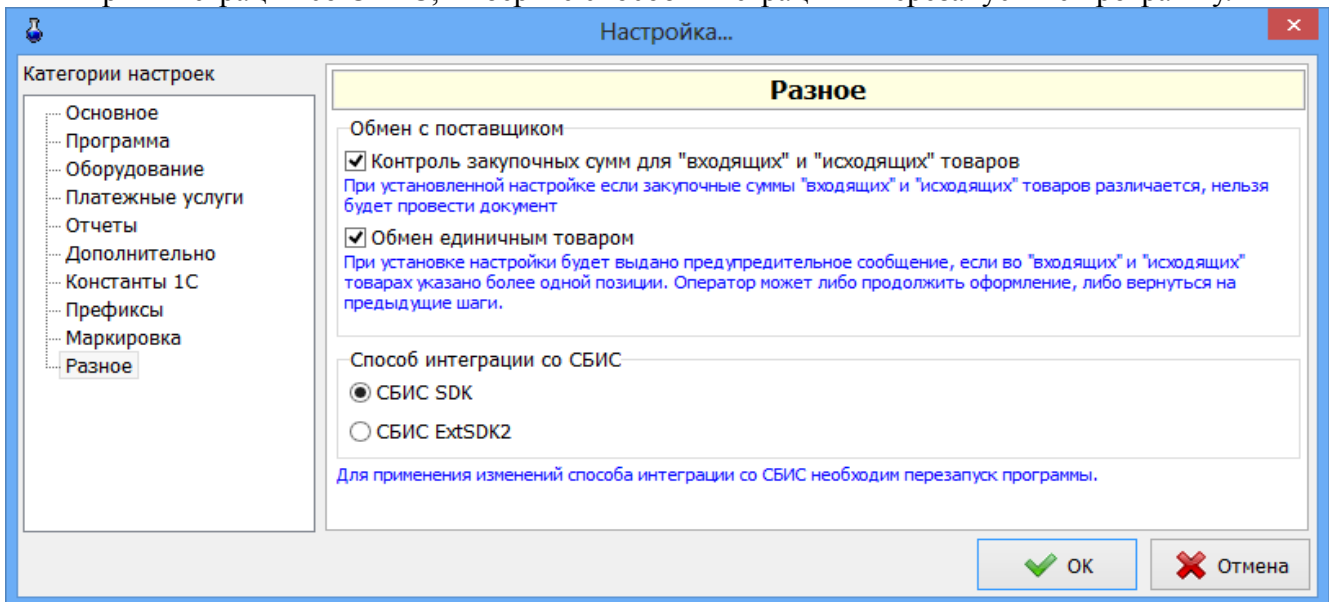 Настройка...
Категории настроек
Основное
Программа
Оборудование
Платежные услуги
Отчеты
Дополнительно
Константы 1С
Префиксы
Маркировка
Разное
Разное
Обмен с поставщиком
Контроль закупочных сумм для "входящих" и "исходящих" товаров
При установленной настройке если закупочные суммы "входящих" и "исходящих" товаров различается, нельзя
будет провести документ
Обмен единичным товаром
При установке настройки будет выдано предупредительное сообщение, если во "входящих" и "исходящих"
товарах указано более одной позиции. Оператор может либо продолжить оформление, либо вернуться на
предыдущие шаги.
Способ интеграции со СБИС
СБИС SDK
СБИС ExtSDK2
Для применения изменений способа интеграции со СБИС необходим перезапуск программы.
ОК
Отмена